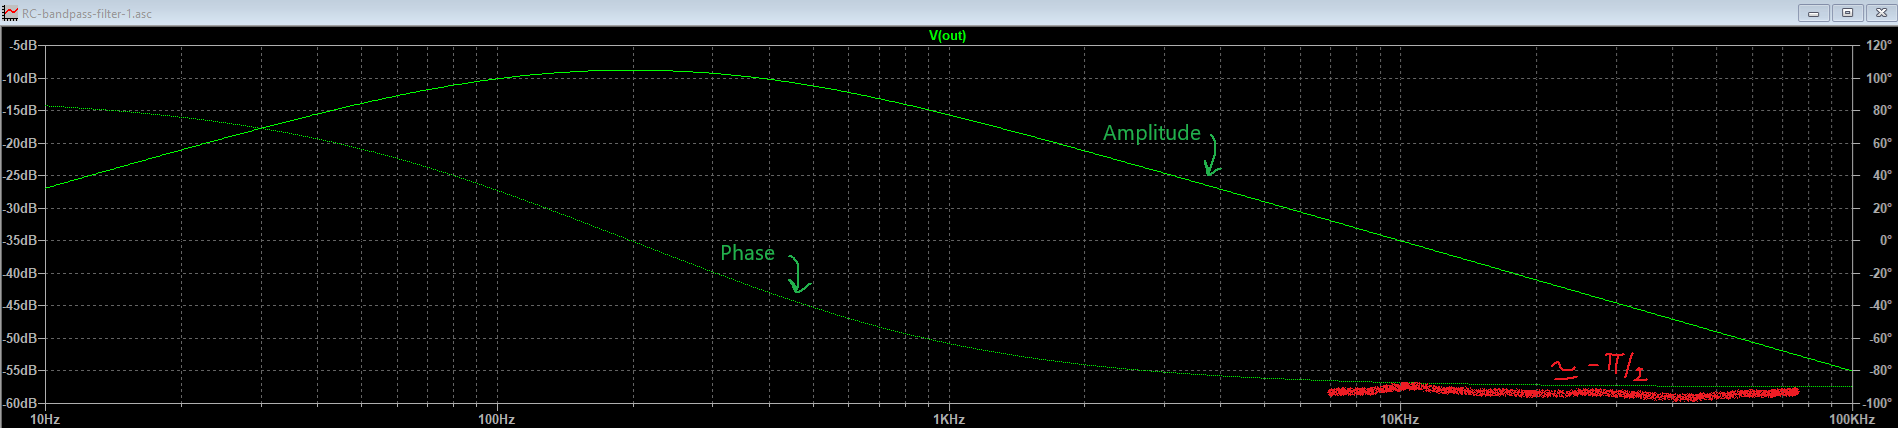 RC-bandpass-filter-1.asc
V(out)
-5dB 120°
-10dB 100°
-15dB 80°
-20dB 60°
-25dB 40°
-30dB 20°
-35dB 0°
-40dB -20°
-45dB -40°
-50dB -60°
-55dB -80°
-60dB -100°
Amplitude
Phase
≃ -π/2
10Hz 100Hz 1KHz 10KHz 100KHz